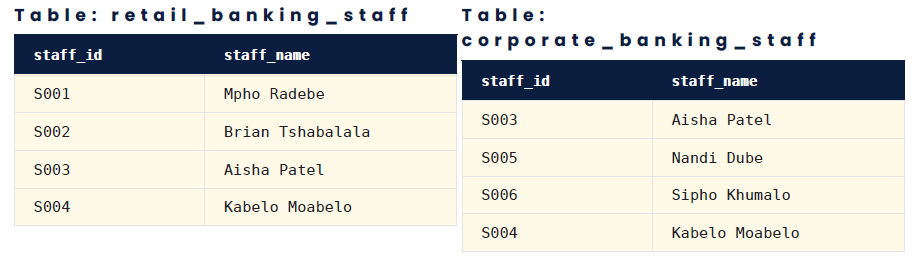 Table: retail_banking_staff
staff_id staff_name
S001 Mpho Radebe
S002 Brian Tshabalala
S003 Aisha Patel
S004 Kabelo Moabelo
Table:
corporate_banking_staff
staff_id staff_name
S003 Aisha Patel
S005 Nandi Dube
S006 Sipho Khumalo
S004 Kabelo Moabelo